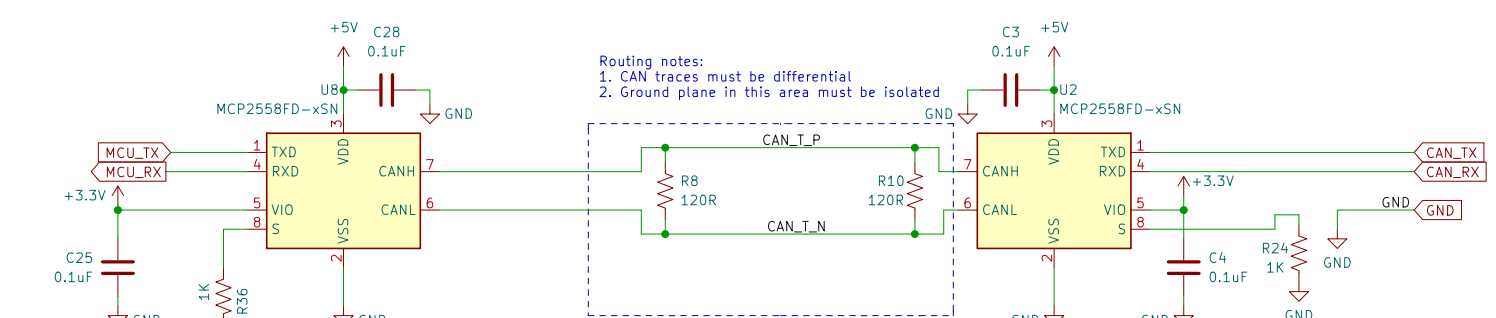 +5V
C28
0.1uF
C3
+5V
0.1uF
Routing notes:
1. CAN traces must be differential
2. Ground plane in this area must be isolated
U8
MCP2558FD-xSN
GND
GND
U2
MCP2558FD-xSN
3
VDD
3
VDD
CAN_T_P
MCU_TX
1
TXD
TXD
1
CAN_TX
MCU_RX
4
RXD
CANH
7
7
CANH
RXD
4
CAN_RX
+3.3V
R8
120R
R10
120R
+3.3V
5
VIO
CANL
6
6
CANL
VIO
5
GND
GND
8
S
VSS
2
CAN_T_N
VSS
2
S
8
C25
0.1uF
1K
R36
C4
0.1uF
R24
1K
GND
GND
GND
GND
GND
GND